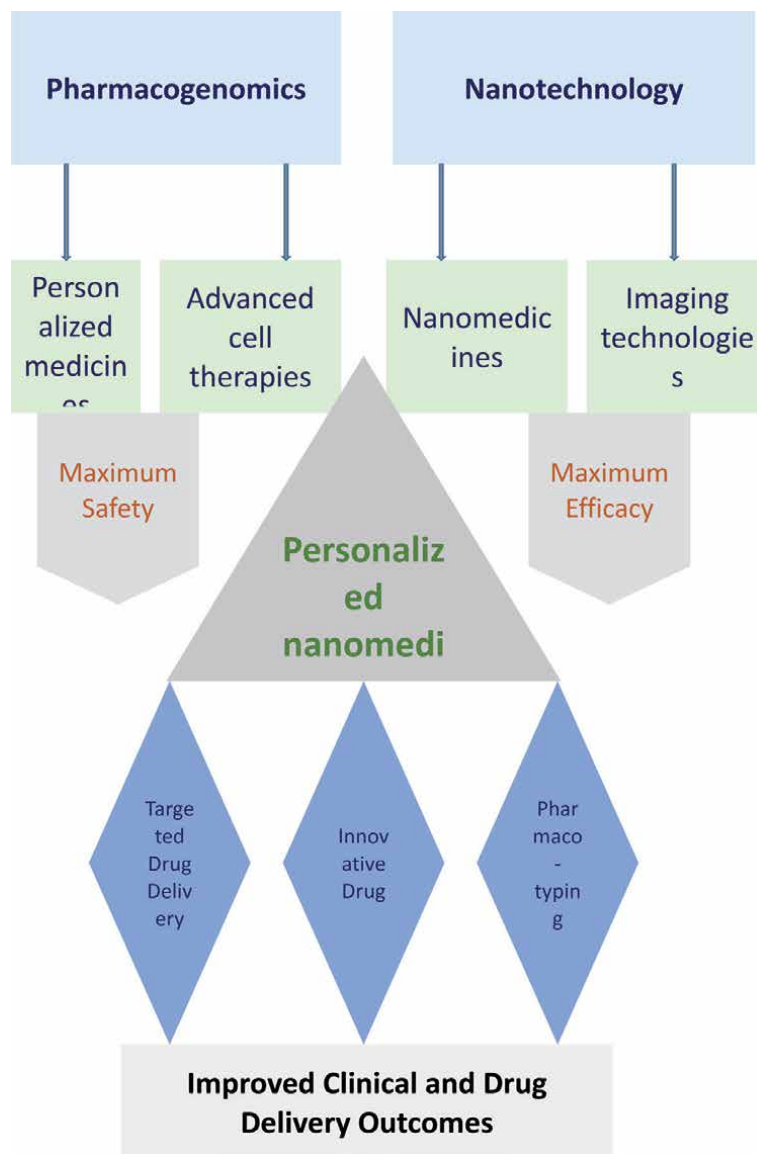 Pharmacogenomics
Nanotechnology
Person
alized
medicin
es
Advanced
cell
therapies
Nanomedic
ines
Imaging
technologie
s
Maximum
Safety
Maximum
Efficacy
Personaliz
ed
nanomedi
Targe
ted
Drug
Deliv
ery
Innov
ative
Drug
Phar
maco
-
typin
g
Improved Clinical and Drug
Delivery Outcomes